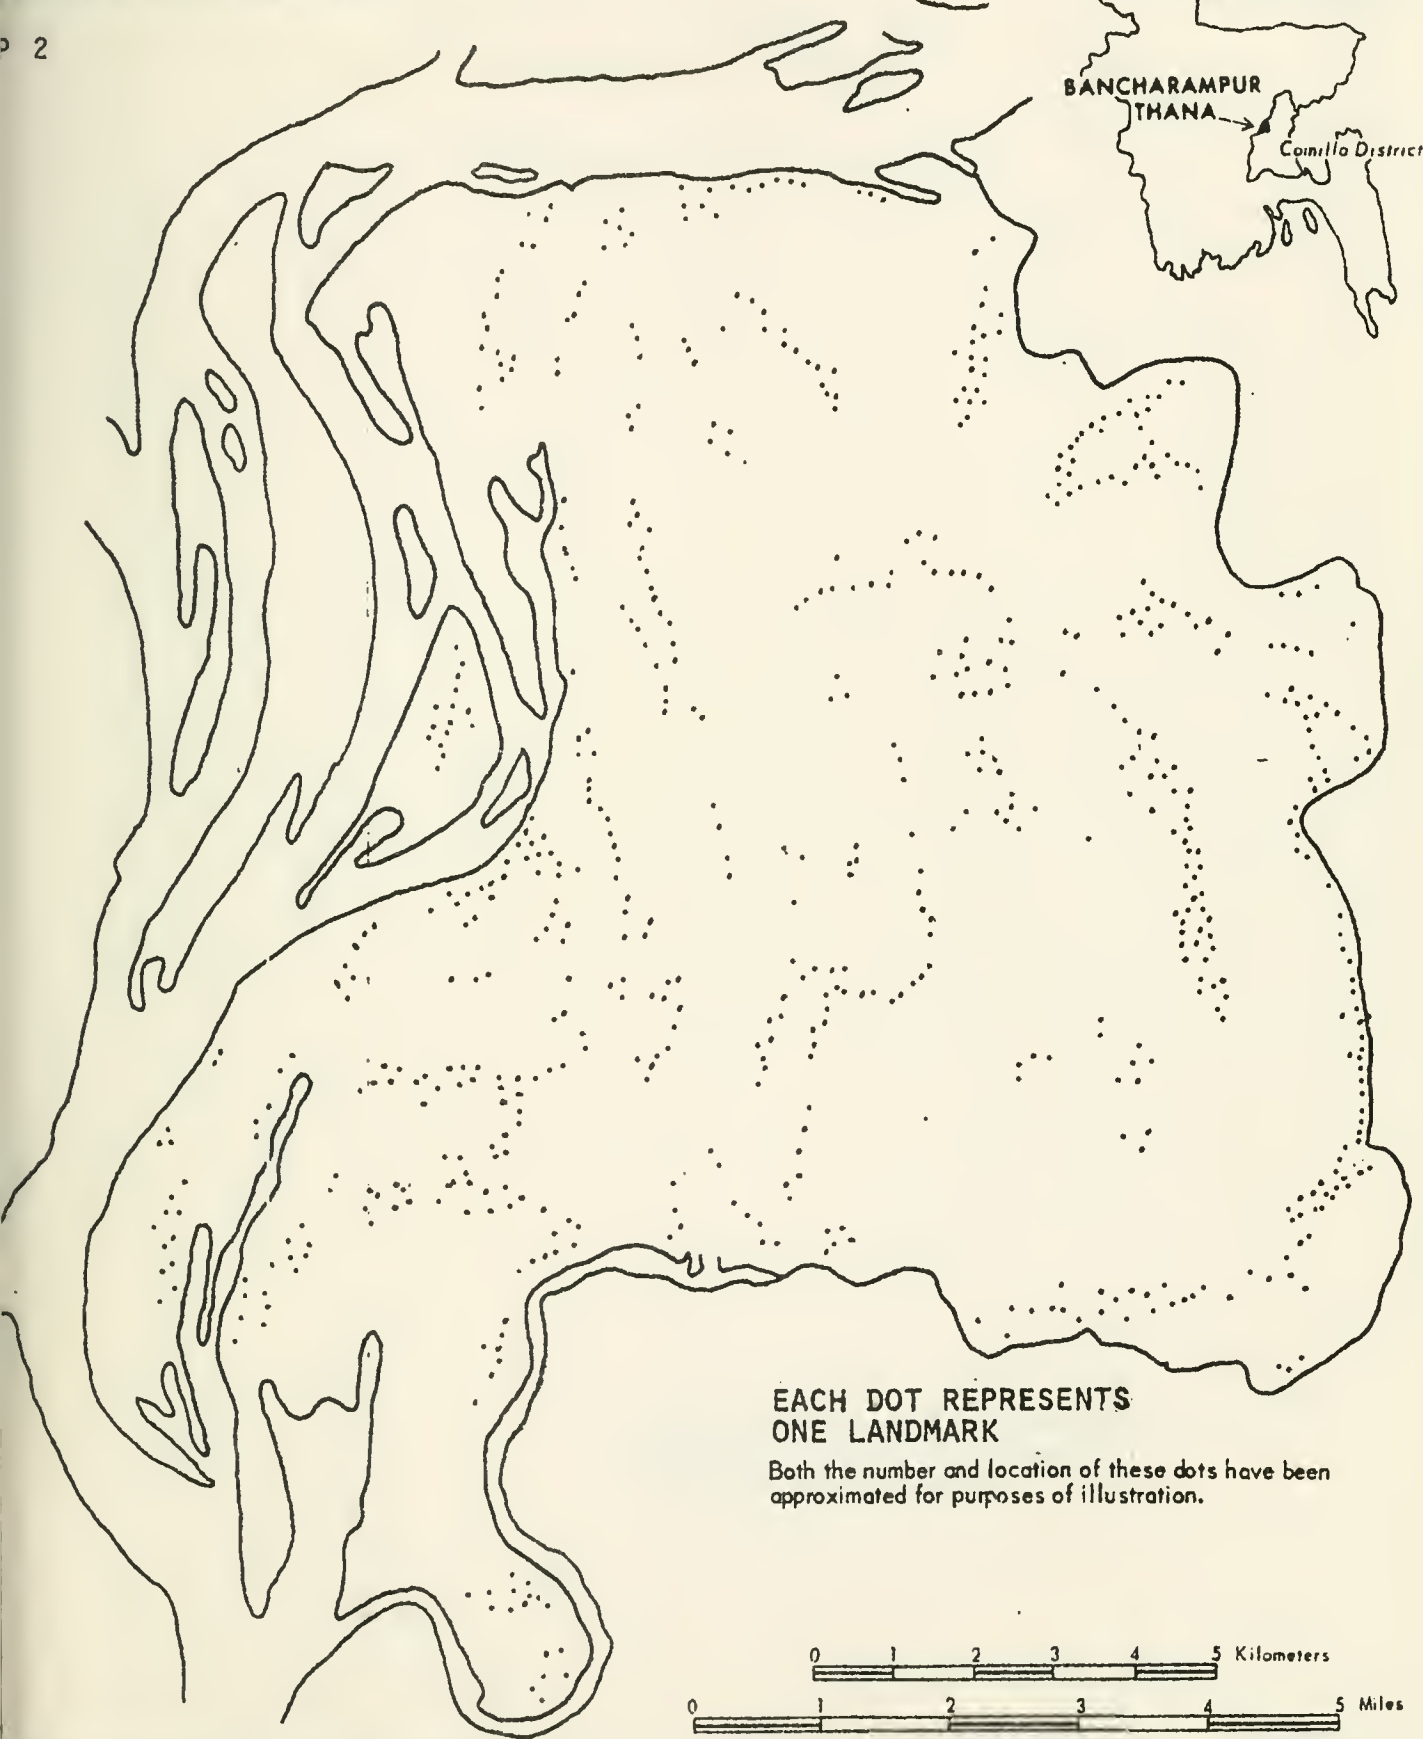 P 2
BANCHARAMPUR
THANA
Comilla District
EACH DOT REPRESENTS
ONE LANDMARK
Both the number and location of these dots have been
approximated for purposes of illustration.
0 1 2 3 4 5 Kilometers
0 1 2 3 4 5 Miles